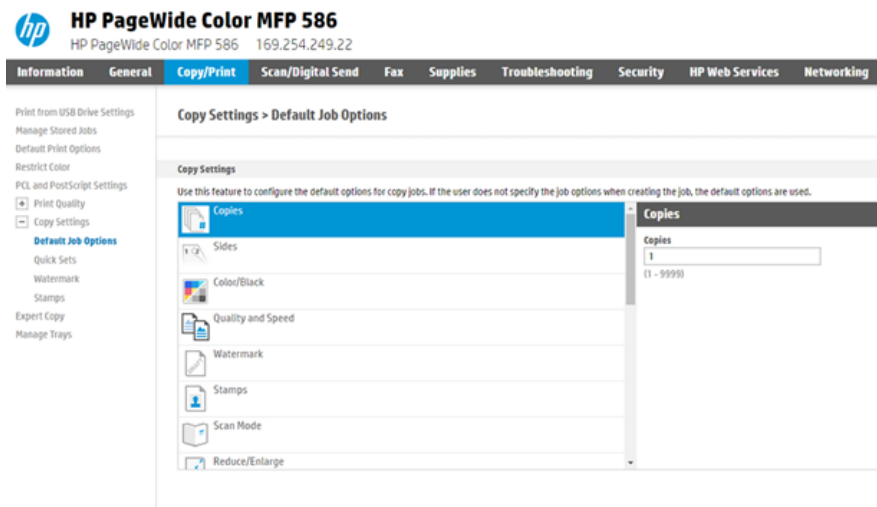 hp
HP PageWide Color MFP 586
HP PageWide Color MFP 586 169.254.249.22
Information General Copy/Print Scan/Digital Send Fax Supplies Troubleshooting Security HP Web Services Networking
Print from USB Drive Settings
Manage Stored Jobs
Default Print Options
Restrict Color
PCL and PostScript Settings
+ Print Quality
− Copy Settings
Default Job Options
Quick Sets
Watermark
Stamps
Expert Copy
Manage Trays
Copy Settings > Default Job Options
Copy Settings
Use this feature to configure the default options for copy jobs. If the user does not specify the job options when creating the job, the default options are used.
Copies
Sides
Color/Black
Quality and Speed
Watermark
Stamps
Scan Mode
Reduce/Enlarge
Copies
Copies
1
(1 - 9999)